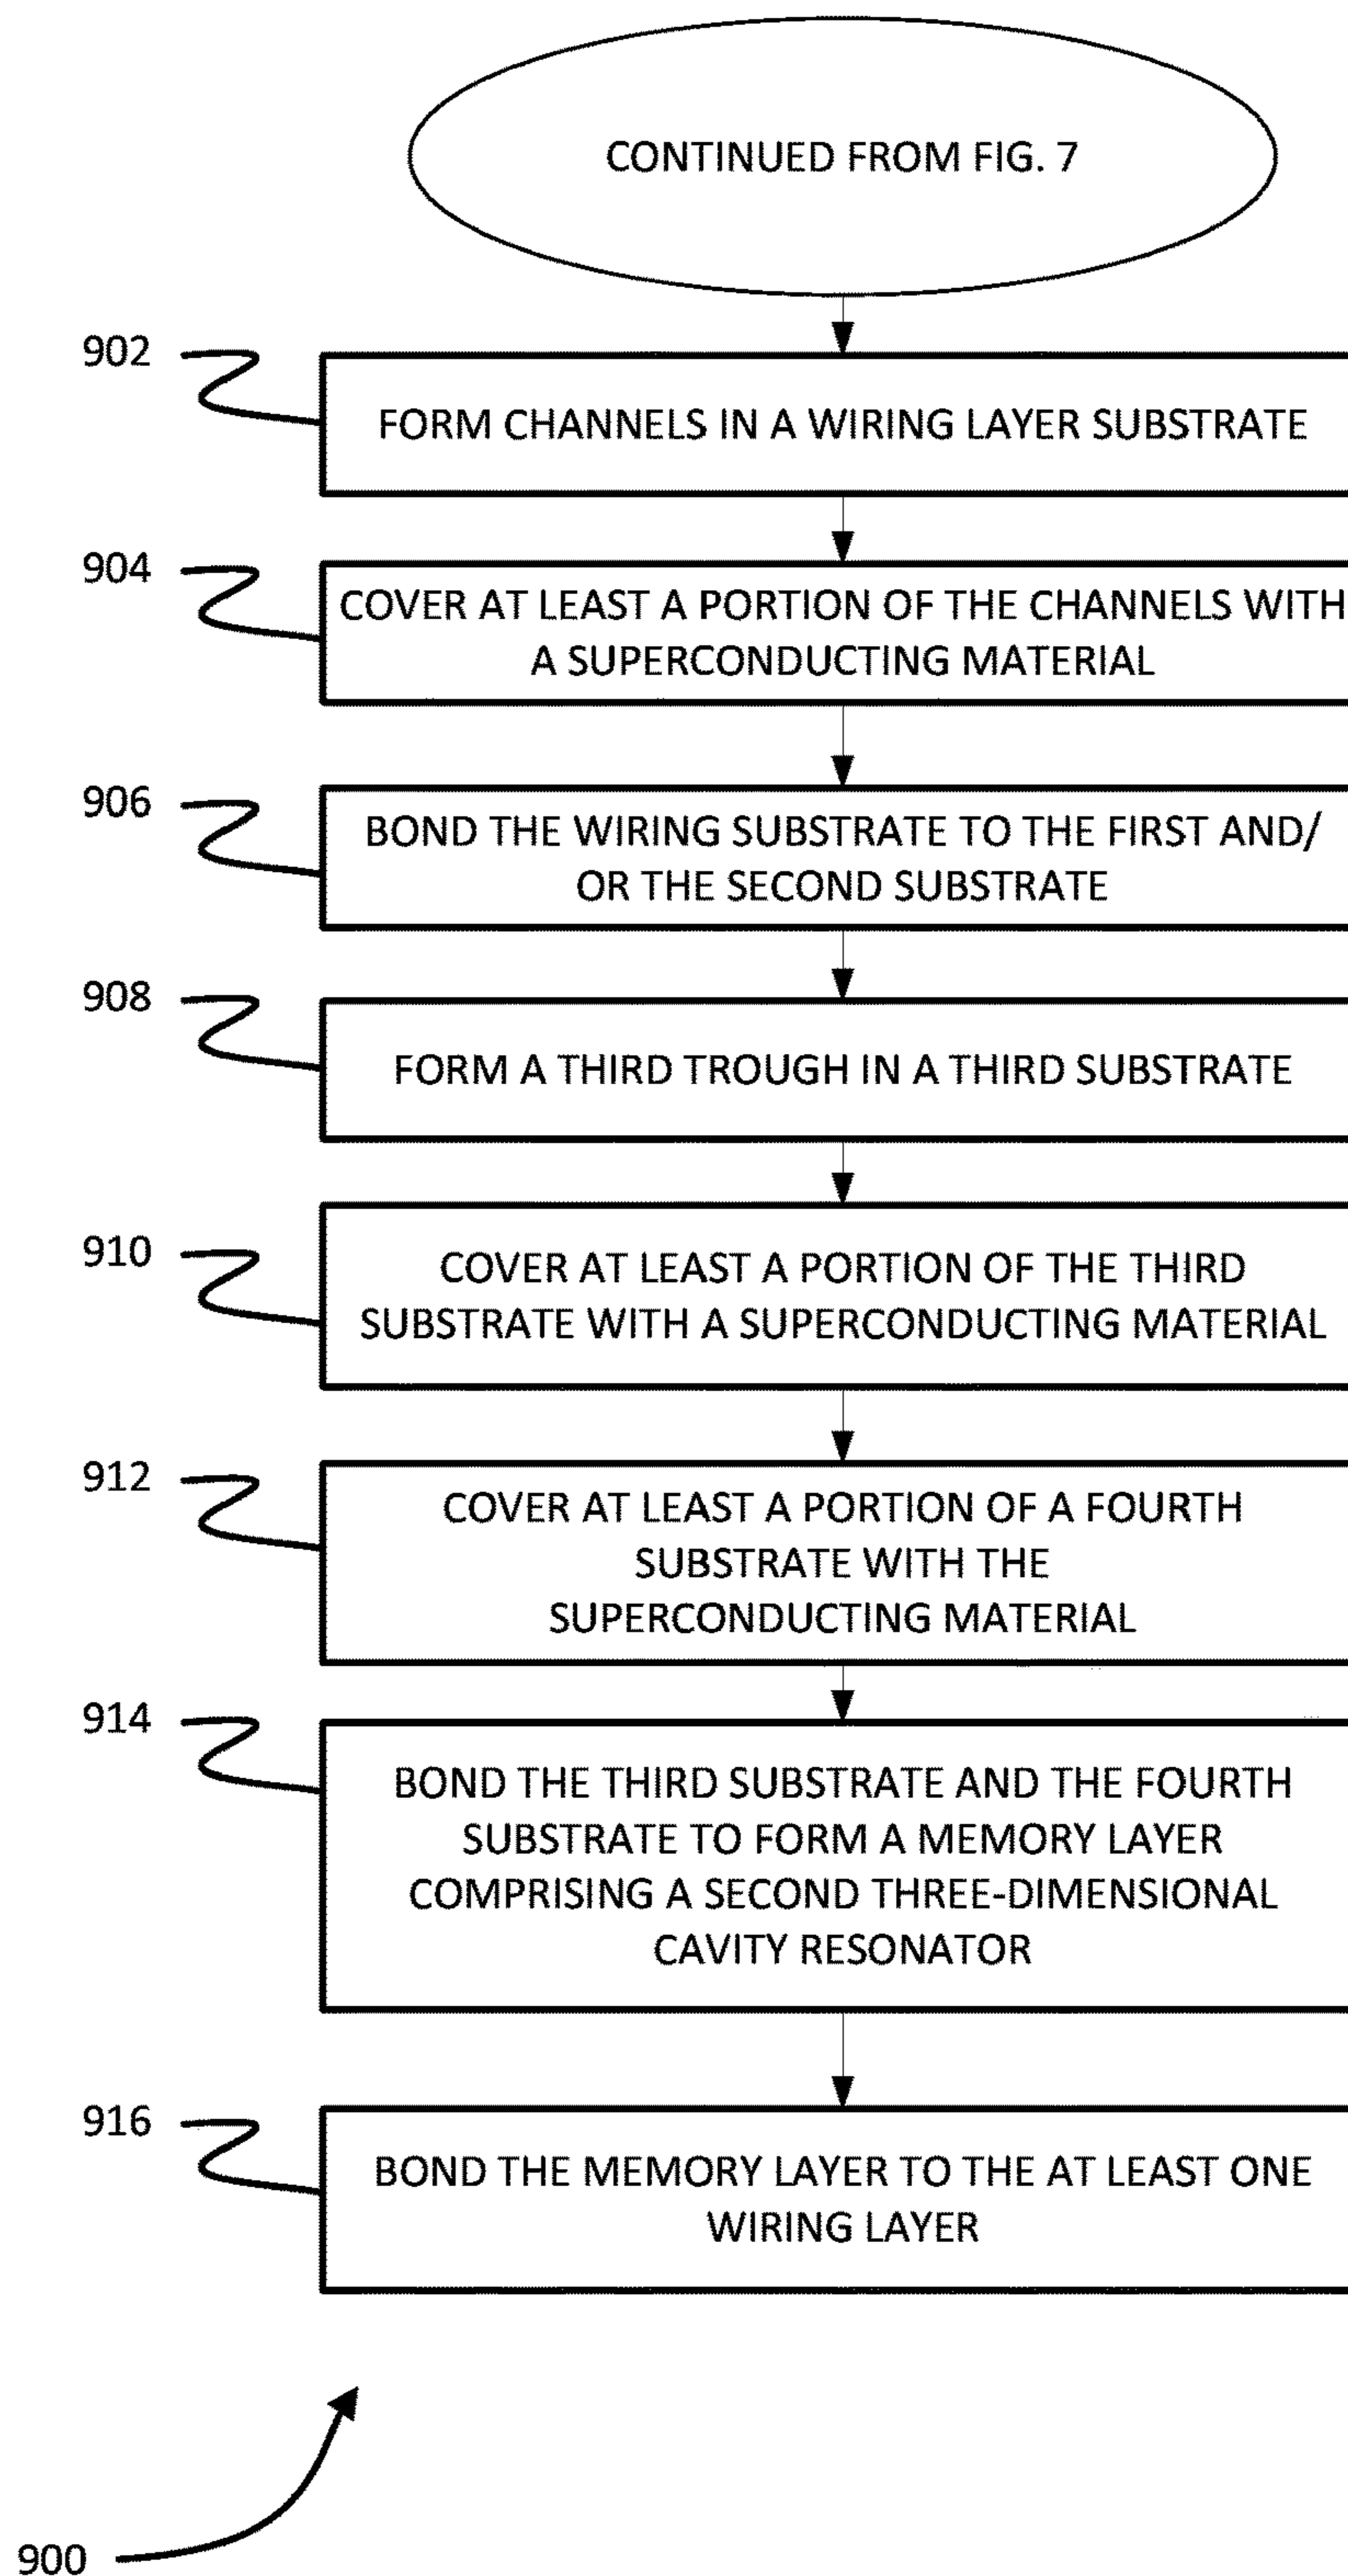 CONTINUED FROM FIG. 7
902
FORM CHANNELS IN A WIRING LAYER SUBSTRATE
904
COVER AT LEAST A PORTION OF THE CHANNELS WITH
A SUPERCONDUCTING MATERIAL
906
BOND THE WIRING SUBSTRATE TO THE FIRST AND/
OR THE SECOND SUBSTRATE
908
FORM A THIRD TROUGH IN A THIRD SUBSTRATE
910
COVER AT LEAST A PORTION OF THE THIRD
SUBSTRATE WITH A SUPERCONDUCTING MATERIAL
912
COVER AT LEAST A PORTION OF A FOURTH
SUBSTRATE WITH THE
SUPERCONDUCTING MATERIAL
914
BOND THE THIRD SUBSTRATE AND THE FOURTH
SUBSTRATE TO FORM A MEMORY LAYER
COMPRISING A SECOND THREE-DIMENSIONAL
CAVITY RESONATOR
916
BOND THE MEMORY LAYER TO THE AT LEAST ONE
WIRING LAYER
900